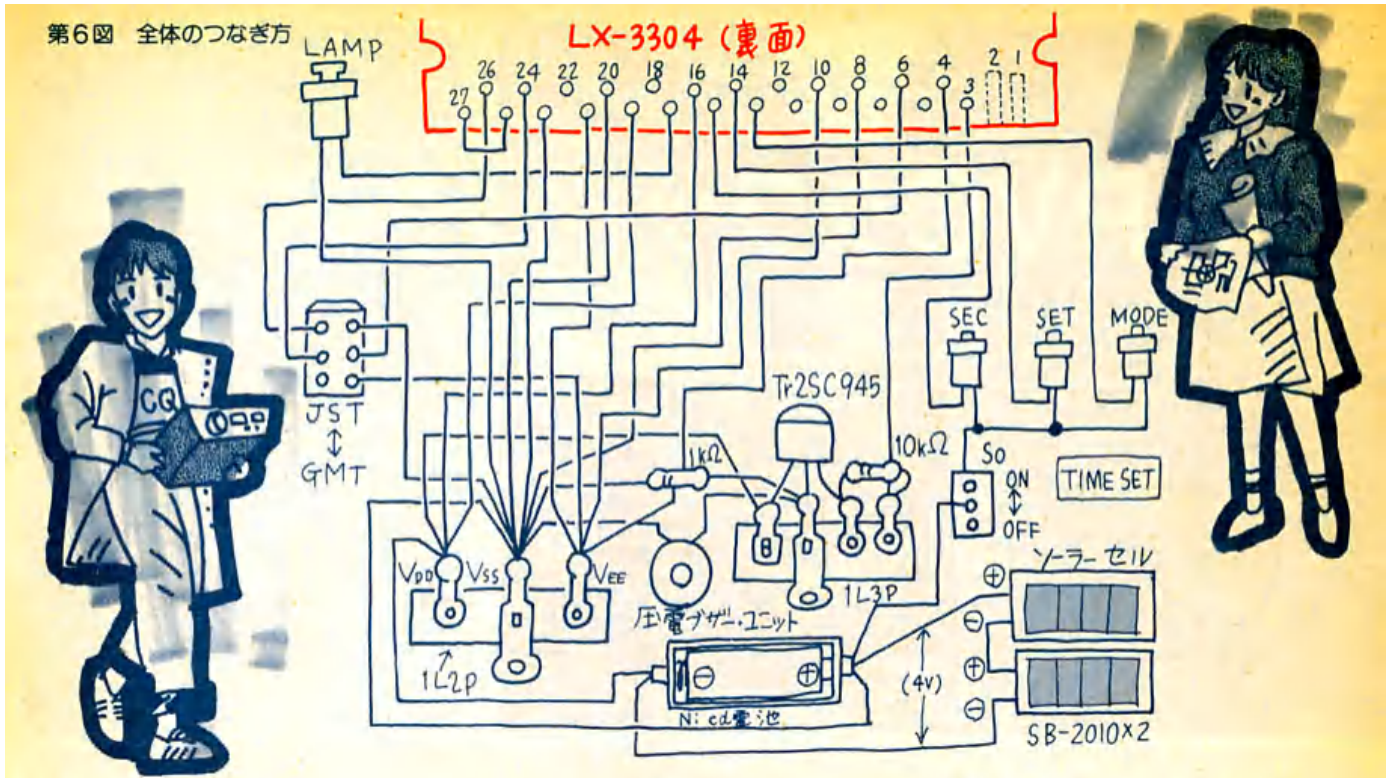 第6図 全体のつなぎ方
LAMP
LX-3304 (裏面)
27 26 24 22 20 18 16 14 12 10 8 6 4 3 2 1
CQ
JST
↕
GMT
SEC SET MODE
Tr2SC945
1kΩ
10kΩ
So
ON
↕
OFF
TIME SET
VDD VSS VEE
1L2P
1L3P
圧電ブザー・ユニット
ソーラーセル
⊕
⊖
⊕
⊖
(4V)
⊖ ⊕
Ni cd電池
SB-2010×2